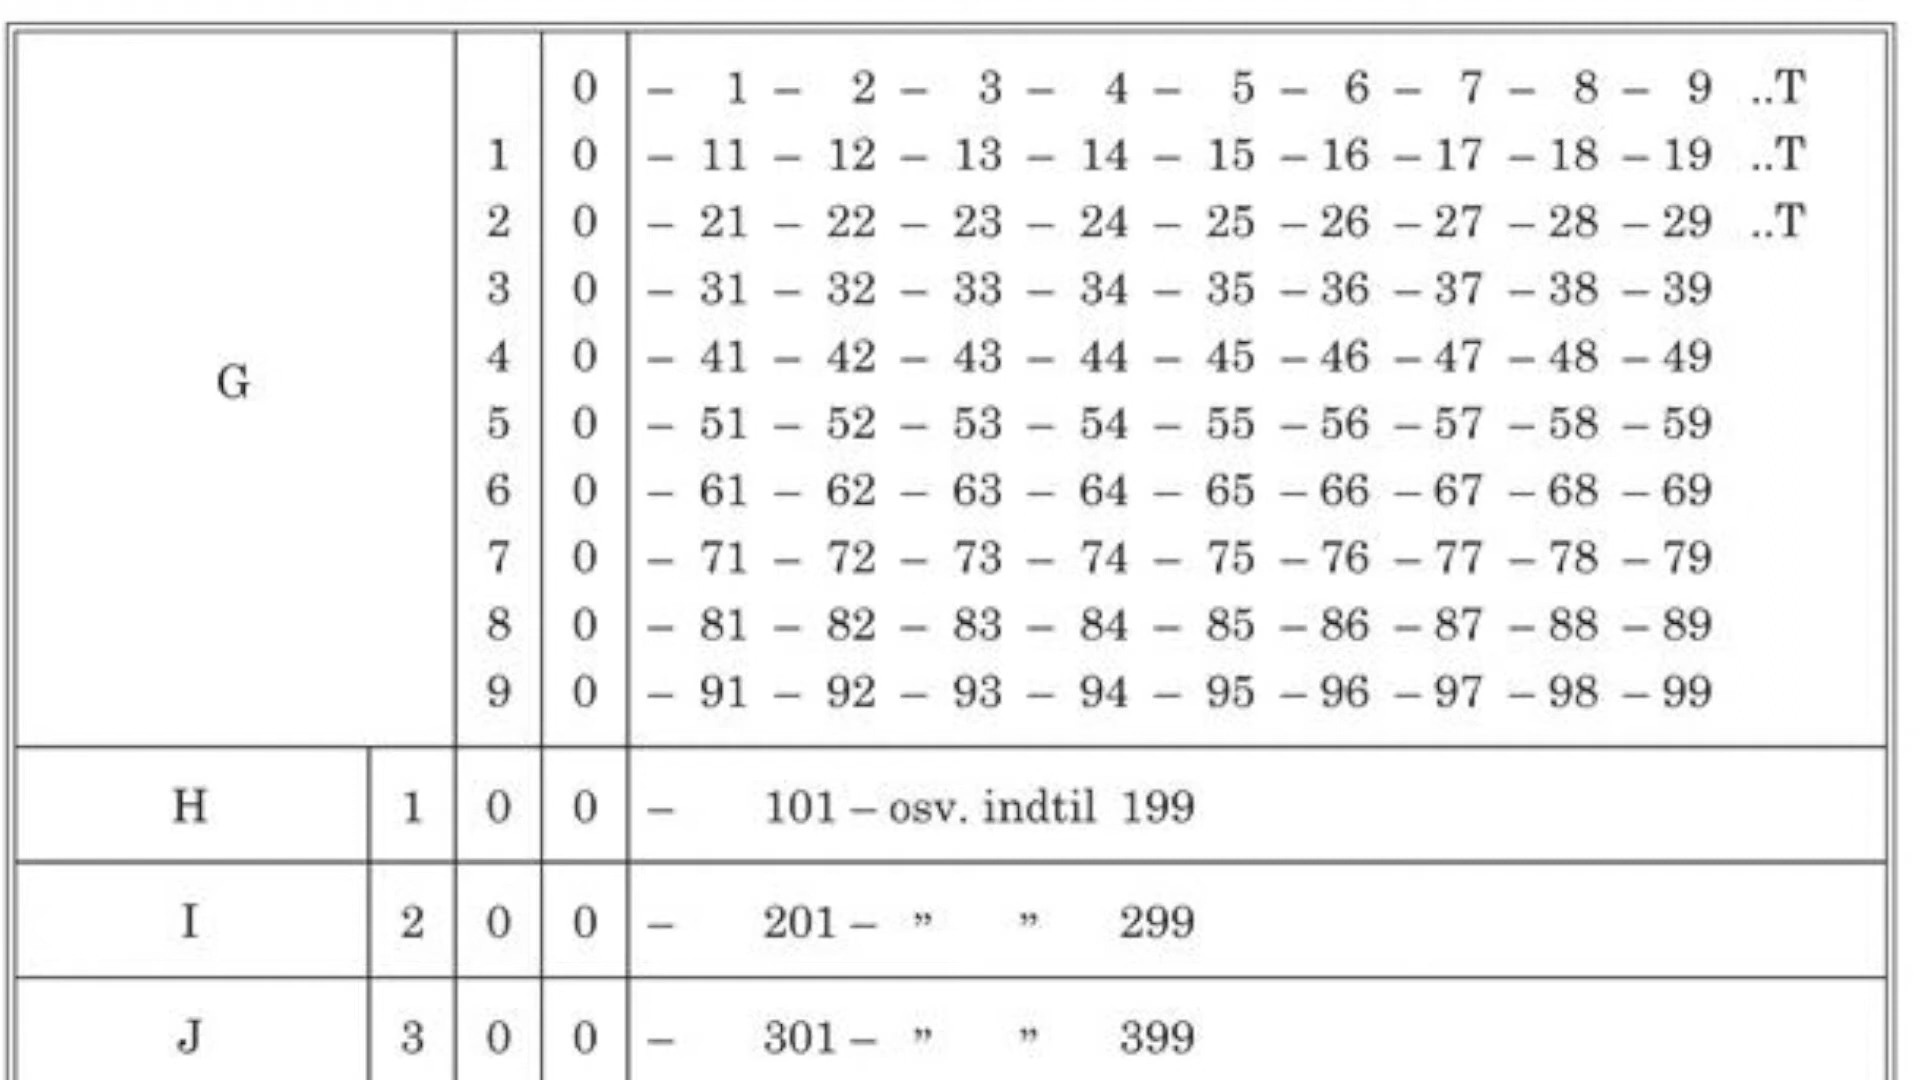 0 – 1 – 2 – 3 – 4 – 5 – 6 – 7 – 8 – 9 ..T
1 0 – 11 – 12 – 13 – 14 – 15 – 16 – 17 – 18 – 19 ..T
2 0 – 21 – 22 – 23 – 24 – 25 – 26 – 27 – 28 – 29 ..T
3 0 – 31 – 32 – 33 – 34 – 35 – 36 – 37 – 38 – 39
G 4 0 – 41 – 42 – 43 – 44 – 45 – 46 – 47 – 48 – 49
5 0 – 51 – 52 – 53 – 54 – 55 – 56 – 57 – 58 – 59
6 0 – 61 – 62 – 63 – 64 – 65 – 66 – 67 – 68 – 69
7 0 – 71 – 72 – 73 – 74 – 75 – 76 – 77 – 78 – 79
8 0 – 81 – 82 – 83 – 84 – 85 – 86 – 87 – 88 – 89
9 0 – 91 – 92 – 93 – 94 – 95 – 96 – 97 – 98 – 99
H 1 0 0 – 101 – osv. indtil 199
I 2 0 0 – 201 – ” ” 299
J 3 0 0 – 301 – ” ” 399